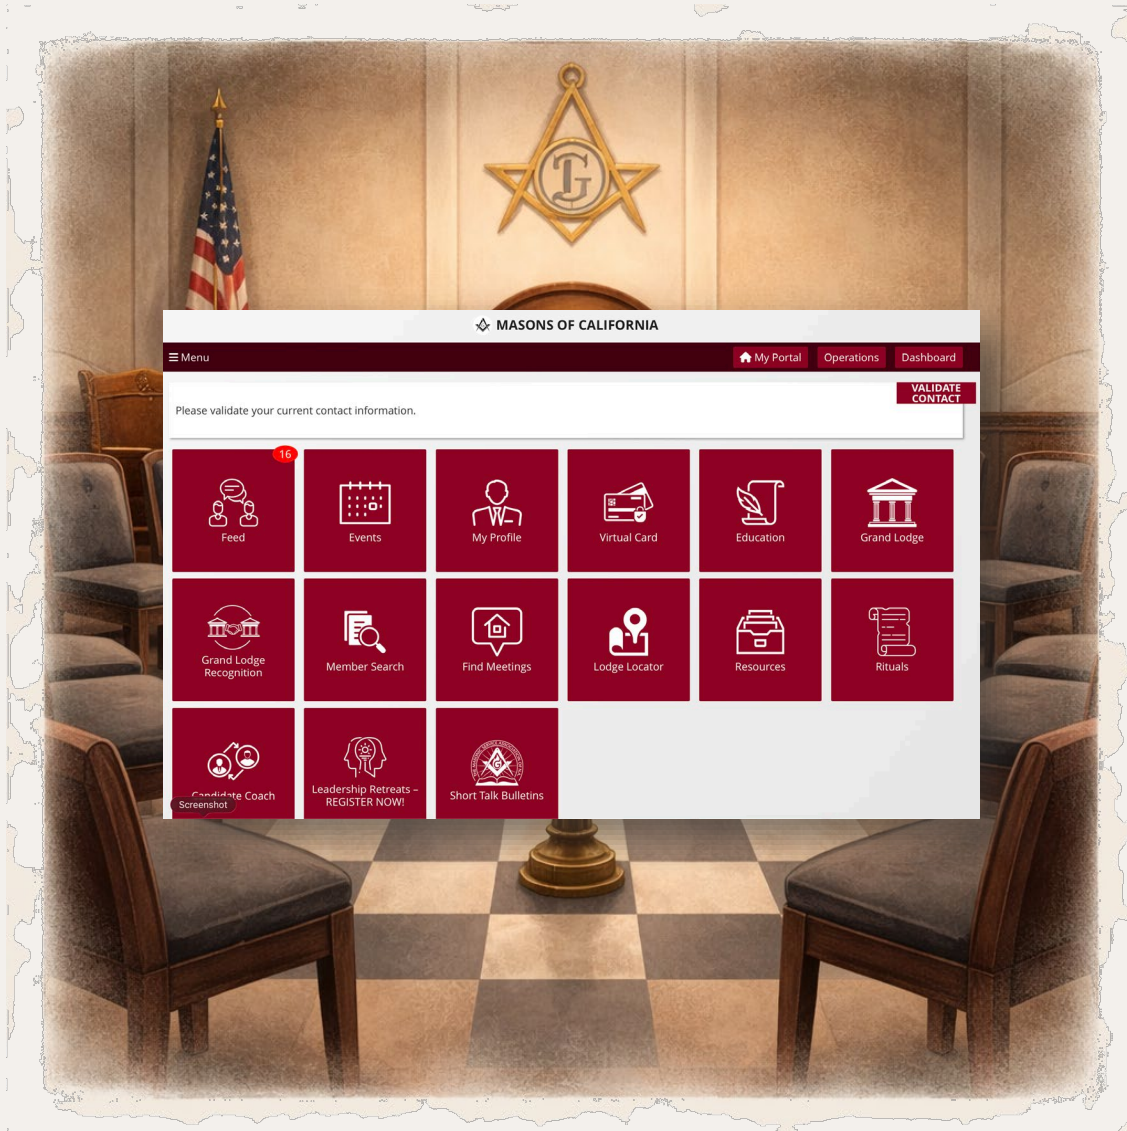 G
MASONS OF CALIFORNIA
Menu
My Portal
Operations
Dashboard
VALIDATE
CONTACT
Please validate your current contact information.
16
Feed
Events
My Profile
Virtual Card
Education
Grand Lodge
Grand Lodge
Recognition
Member Search
Find Meetings
Lodge Locator
Resources
Rituals
Candidate Coach
Leadership Retreats –
REGISTER NOW!
Short Talk Bulletins
Screenshot